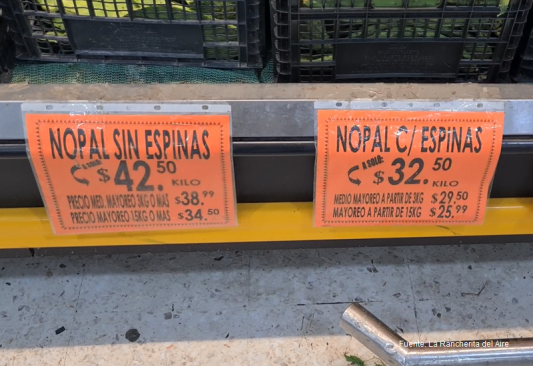 NOPAL SIN ESPINAS
A SOLO:
$42.50
KILO
PRECIO MED. MAYOREO 3KG O MAS $38.99
PRECIO MAYOREO 15KG O MAS $34.50
NOPAL C/ ESPINAS
A SOLO:
$32.50
KILO
MEDIO MAYOREO A PARTIR DE 3KG $29.50
MAYOREO A PARTIR DE 15KG $25.99
Fuente: La Rancherita del Aire